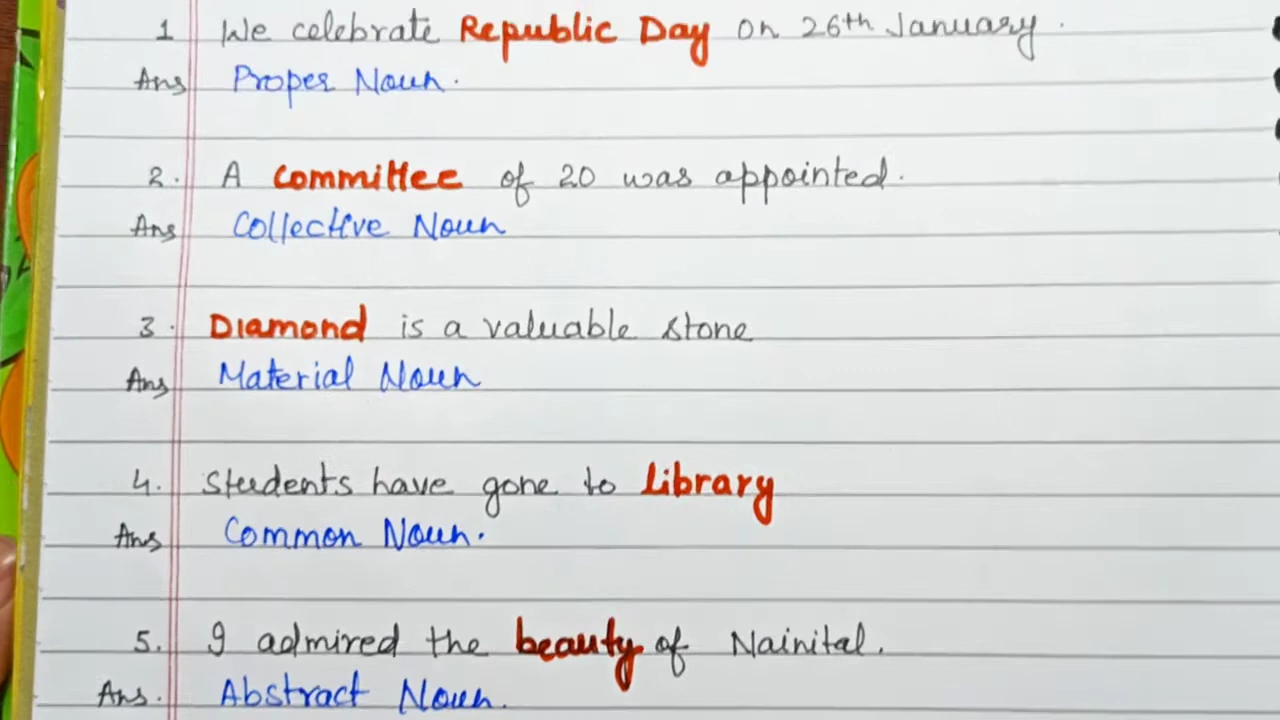 1 We celebrate Republic Day on 26th January.
Ans Proper Noun.
2. A committee of 20 was appointed.
Ans Collective Noun
3. Diamond is a valuable stone
Ans Material Noun
4. Students have gone to library
Ans Common Noun.
5. I admired the beauty of Nainital.
Ans. Abstract Noun.